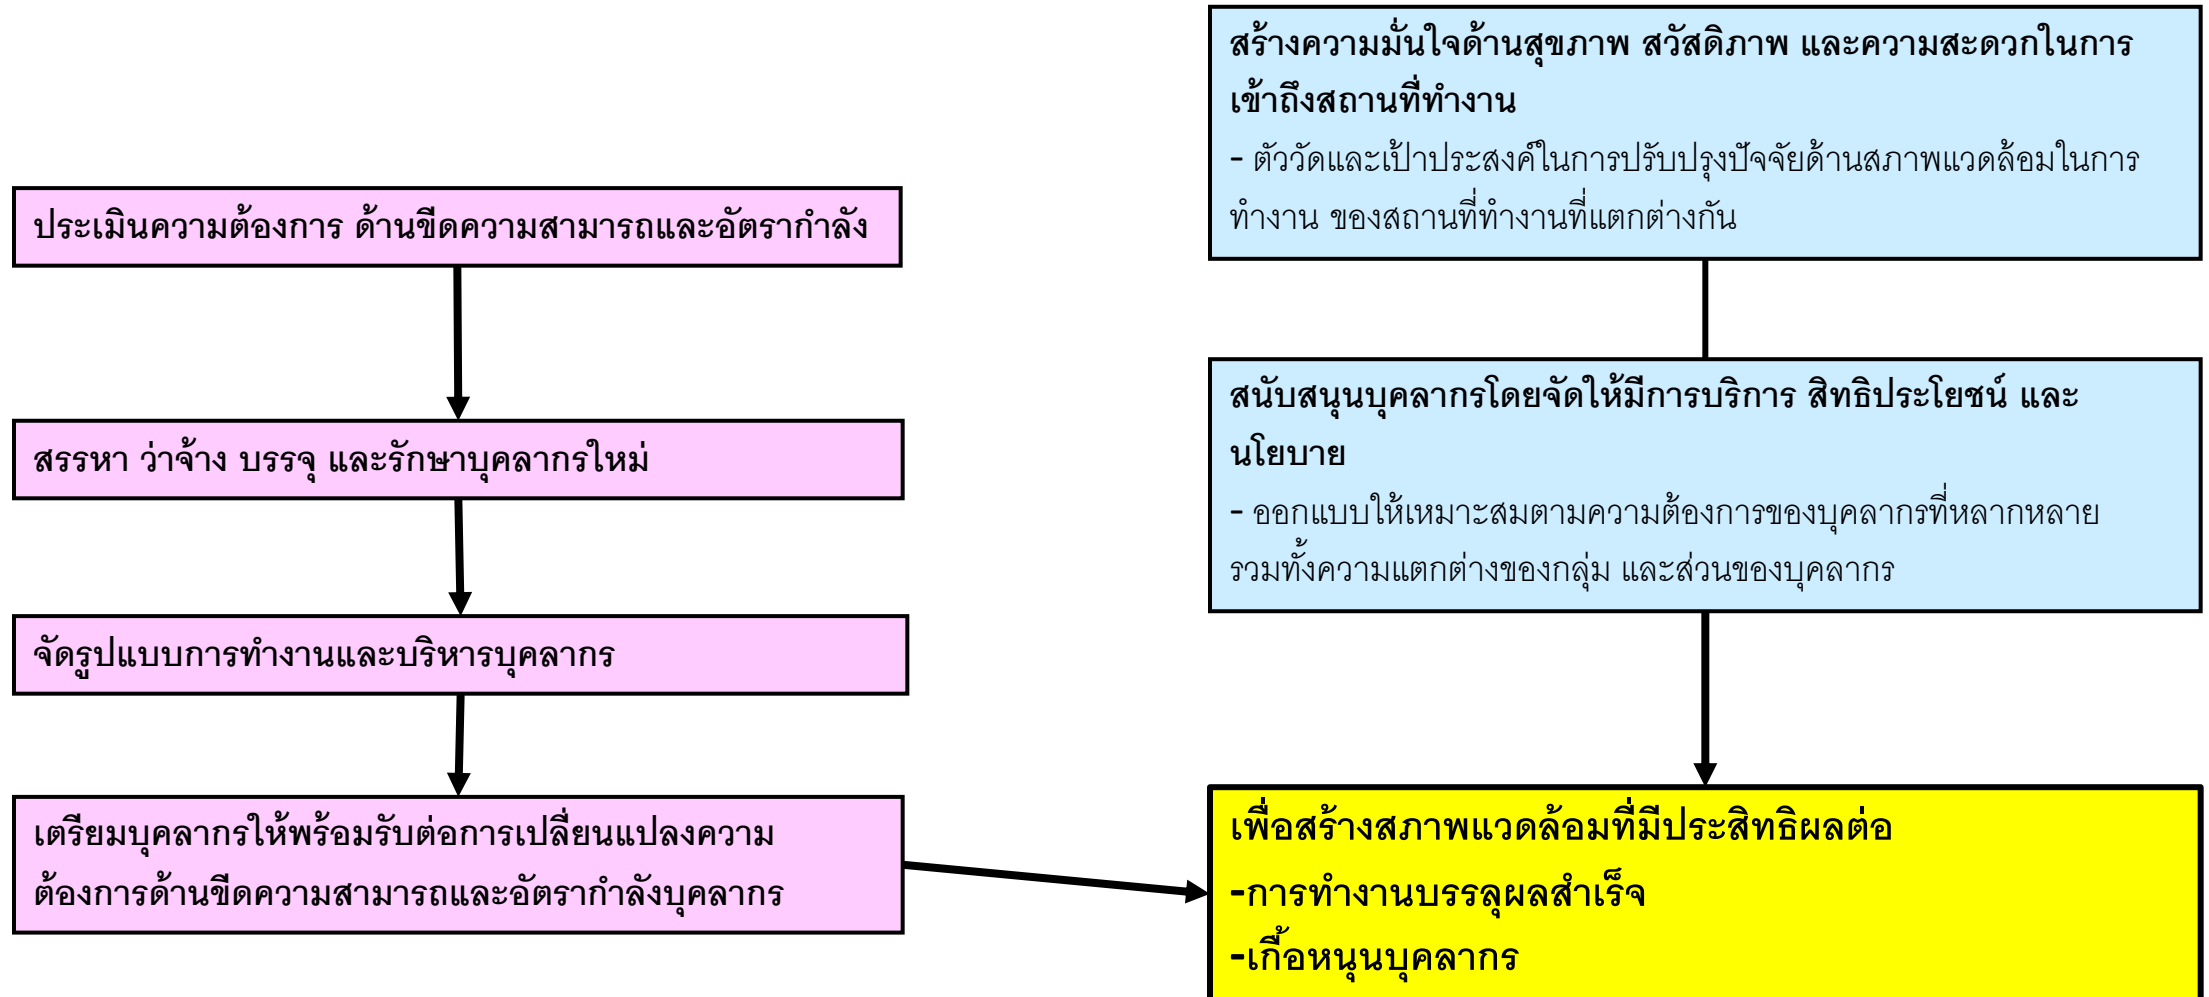 ประเมินความต้องการ ด้านขีดความสามารถและอัตรากำลัง
สรรหา ว่าจ้าง บรรจุ และรักษาบุคลากรใหม่
จัดรูปแบบการทำงานและบริหารบุคลากร
เตรียมบุคลากรให้พร้อมรับต่อการเปลี่ยนแปลงความ
ต้องการด้านขีดความสามารถและอัตรากำลังบุคลากร
สร้างความมั่นใจด้านสุขภาพ สวัสดิภาพ และความสะดวกในการ
เข้าถึงสถานที่ทำงาน
- ตัววัดและเป้าประสงค์ในการปรับปรุงปัจจัยด้านสภาพแวดล้อมในการ
ทำงาน ของสถานที่ทำงานที่แตกต่างกัน
สนับสนุนบุคลากรโดยจัดให้มีการบริการ สิทธิประโยชน์ และ
นโยบาย
- ออกแบบให้เหมาะสมตามความต้องการของบุคลากรที่หลากหลาย
รวมทั้งความแตกต่างของกลุ่ม และส่วนของบุคลากร
เพื่อสร้างสภาพแวดล้อมที่มีประสิทธิผลต่อ
-การทำงานบรรลุผลสำเร็จ
-เกื้อหนุนบุคลากร